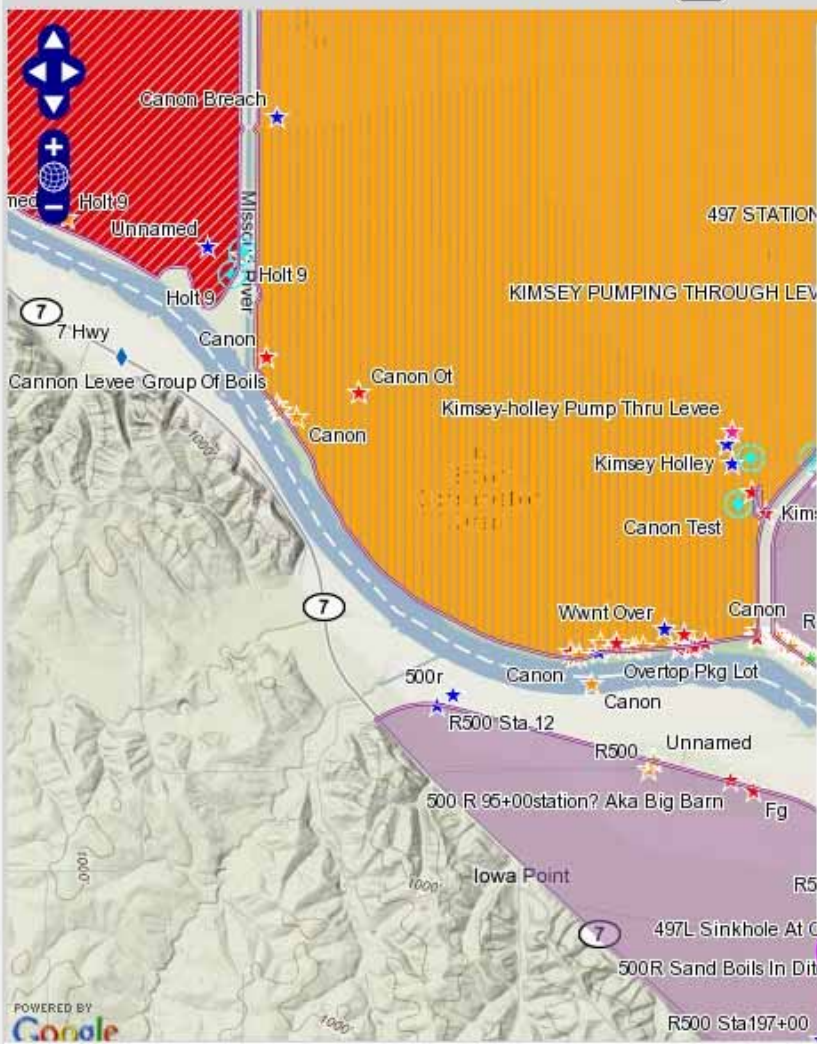 Canon Breach
Holt 9
497 STATION
Unnamed
Missouri River
Holt 9
KIMSEY PUMPING THROUGH LEV
Holt 9
7
7 Hwy
Canon
Cannon Levee Group Of Boils
Canon Ot
Kimsey-holley Pump Thru Levee
Canon
1000'
Kimsey Holley
Kims
Canon Test
7
Wwnt Over
Canon
R
500r
Canon
Overtop Pkg Lot
Canon
R500 Sta 12
R500
Unnamed
500 R 95+00station? Aka Big Barn
Fg
1000'
1000'
Iowa Point
R5
7
497L Sinkhole At C
500R Sand Boils In Dit
POWERED BY
Google
1000'
R500 Sta197+00